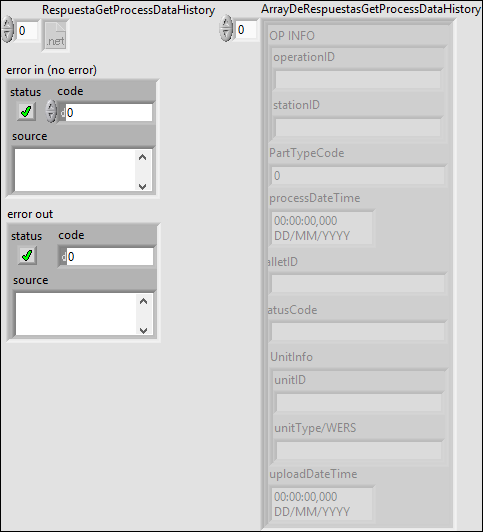 RespuestaGetProcessDataHistory
0
.net
error in (no error)
status
code
d0
source
error out
status
code
d0
source
ArrayDeRespuestasGetProcessDataHistory
0
OP INFO
operationID
stationID
PartTypeCode
0
processDateTime
00:00:00,000
DD/MM/YYYY
alletID
atusCode
UnitInfo
unitID
unitType/WERS
uploadDateTime
00:00:00,000
DD/MM/YYYY